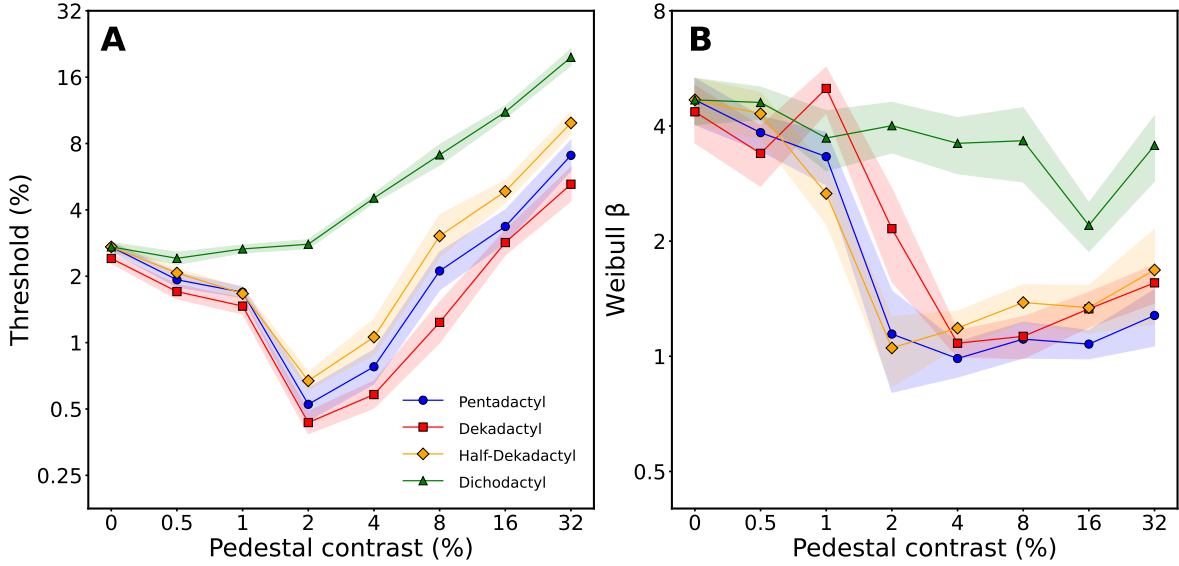 A
Threshold (%)
32
16
8
4
2
1
0.5
0.25
0 0.5 1 2 4 8 16 32
Pedestal contrast (%)
Pentadactyl
Dekadactyl
Half-Dekadactyl
Dichodactyl
B
Weibull β
8
4
2
1
0.5
0 0.5 1 2 4 8 16 32
Pedestal contrast (%)